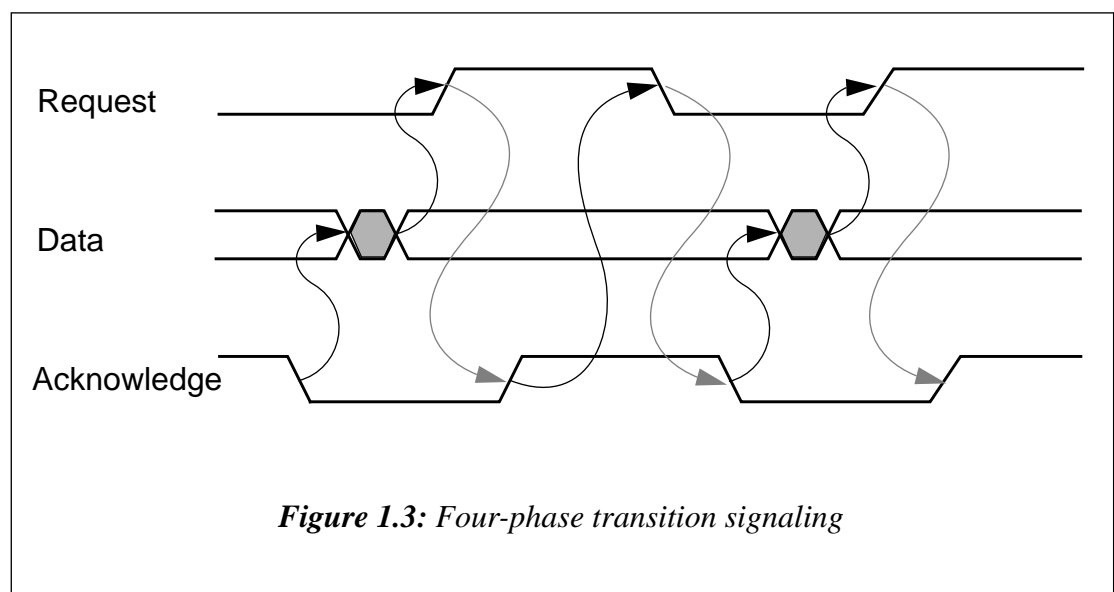 Request
Data
Acknowledge
Figure 1.3: Four-phase transition signaling